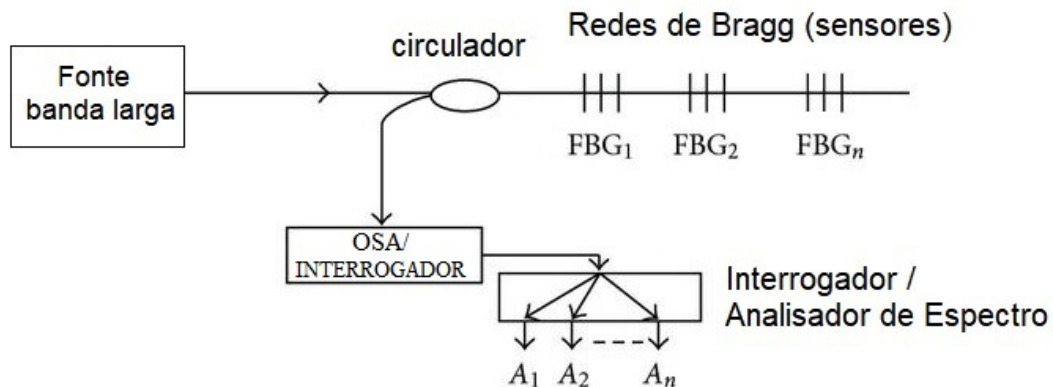 Redes de Bragg (sensores)
circulador
Fonte
banda larga
FBG₁ FBG₂ FBGₙ
OSA/
INTERROGADOR
Interrogador /
Analisador de Espectro
A₁ A₂ Aₙ